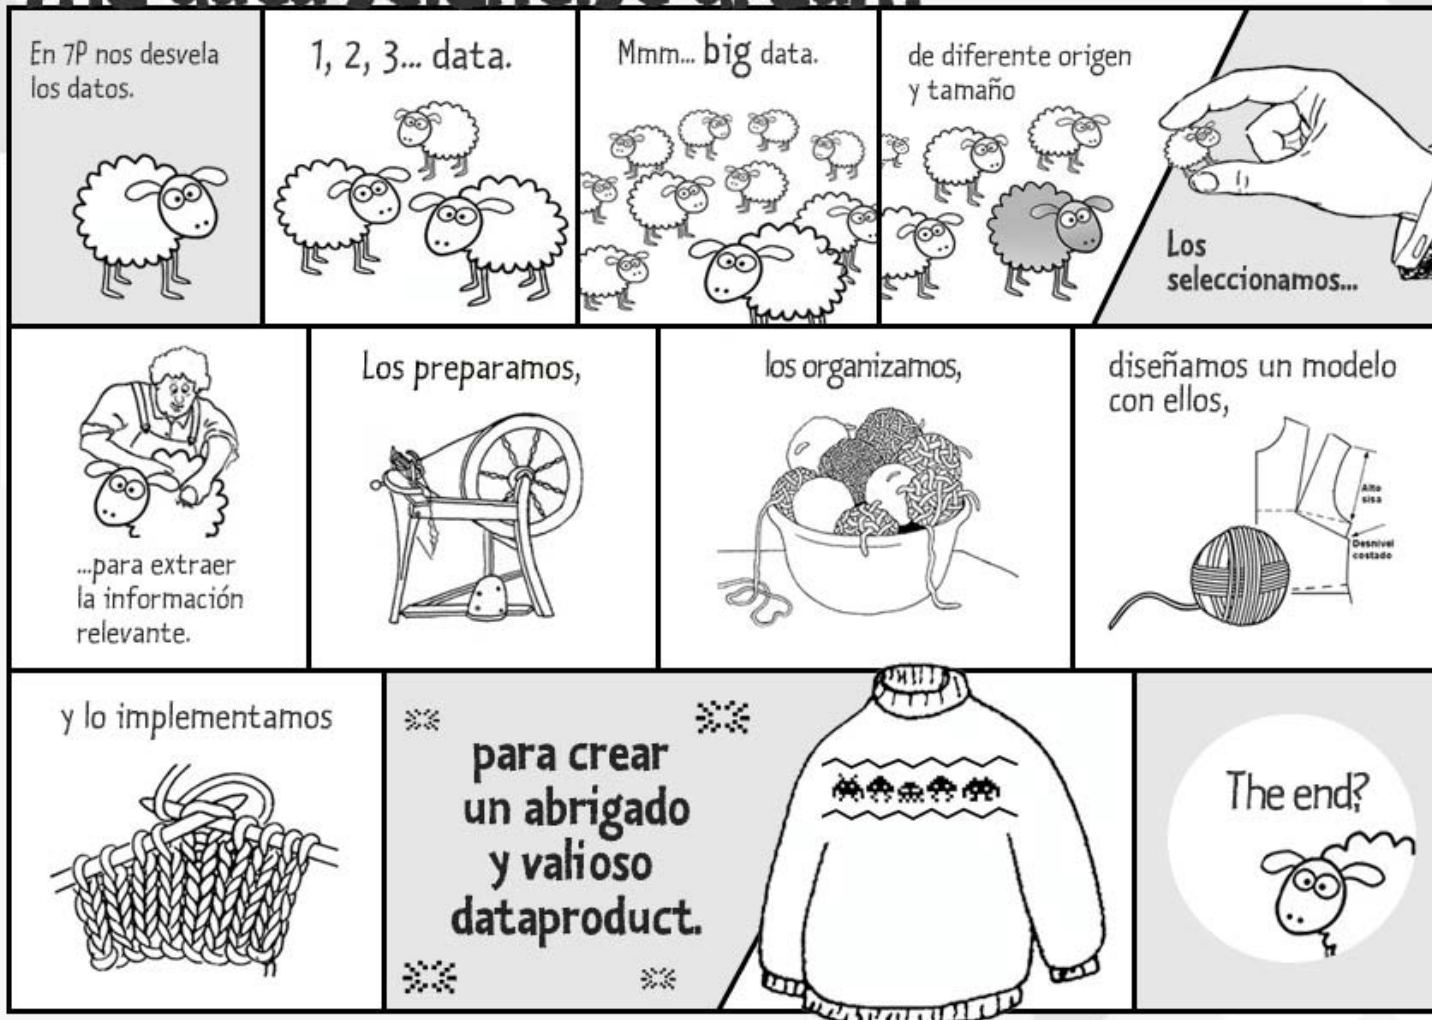 En 7P nos desvela
los datos.
1, 2, 3... data.
Mmm... big data.
de diferente origen
y tamaño
Los
seleccionamos...
...para extraer
la información
relevante.
Los preparamos,
los organizamos,
diseñamos un modelo
con ellos,
Alto
sisa
Desnivel
costado
y lo implementamos
para crear
un abrigado
y valioso
dataproduct.
The end?